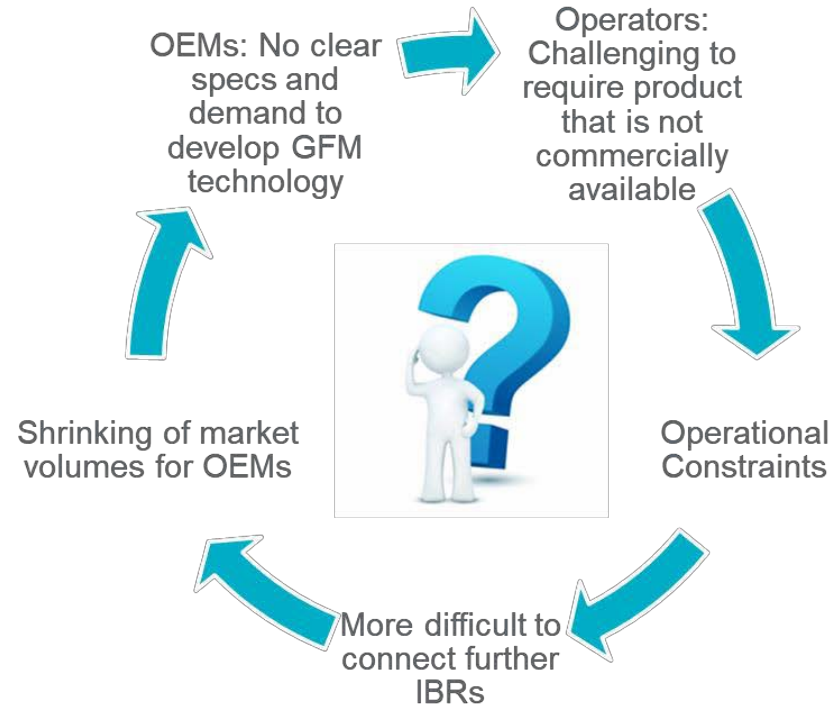 OEMs: No clear
specs and
demand to
develop GFM
technology
Operators:
Challenging to
require product
that is not
commercially
available
Operational
Constraints
More difficult to
connect further
IBRs
Shrinking of market
volumes for OEMs